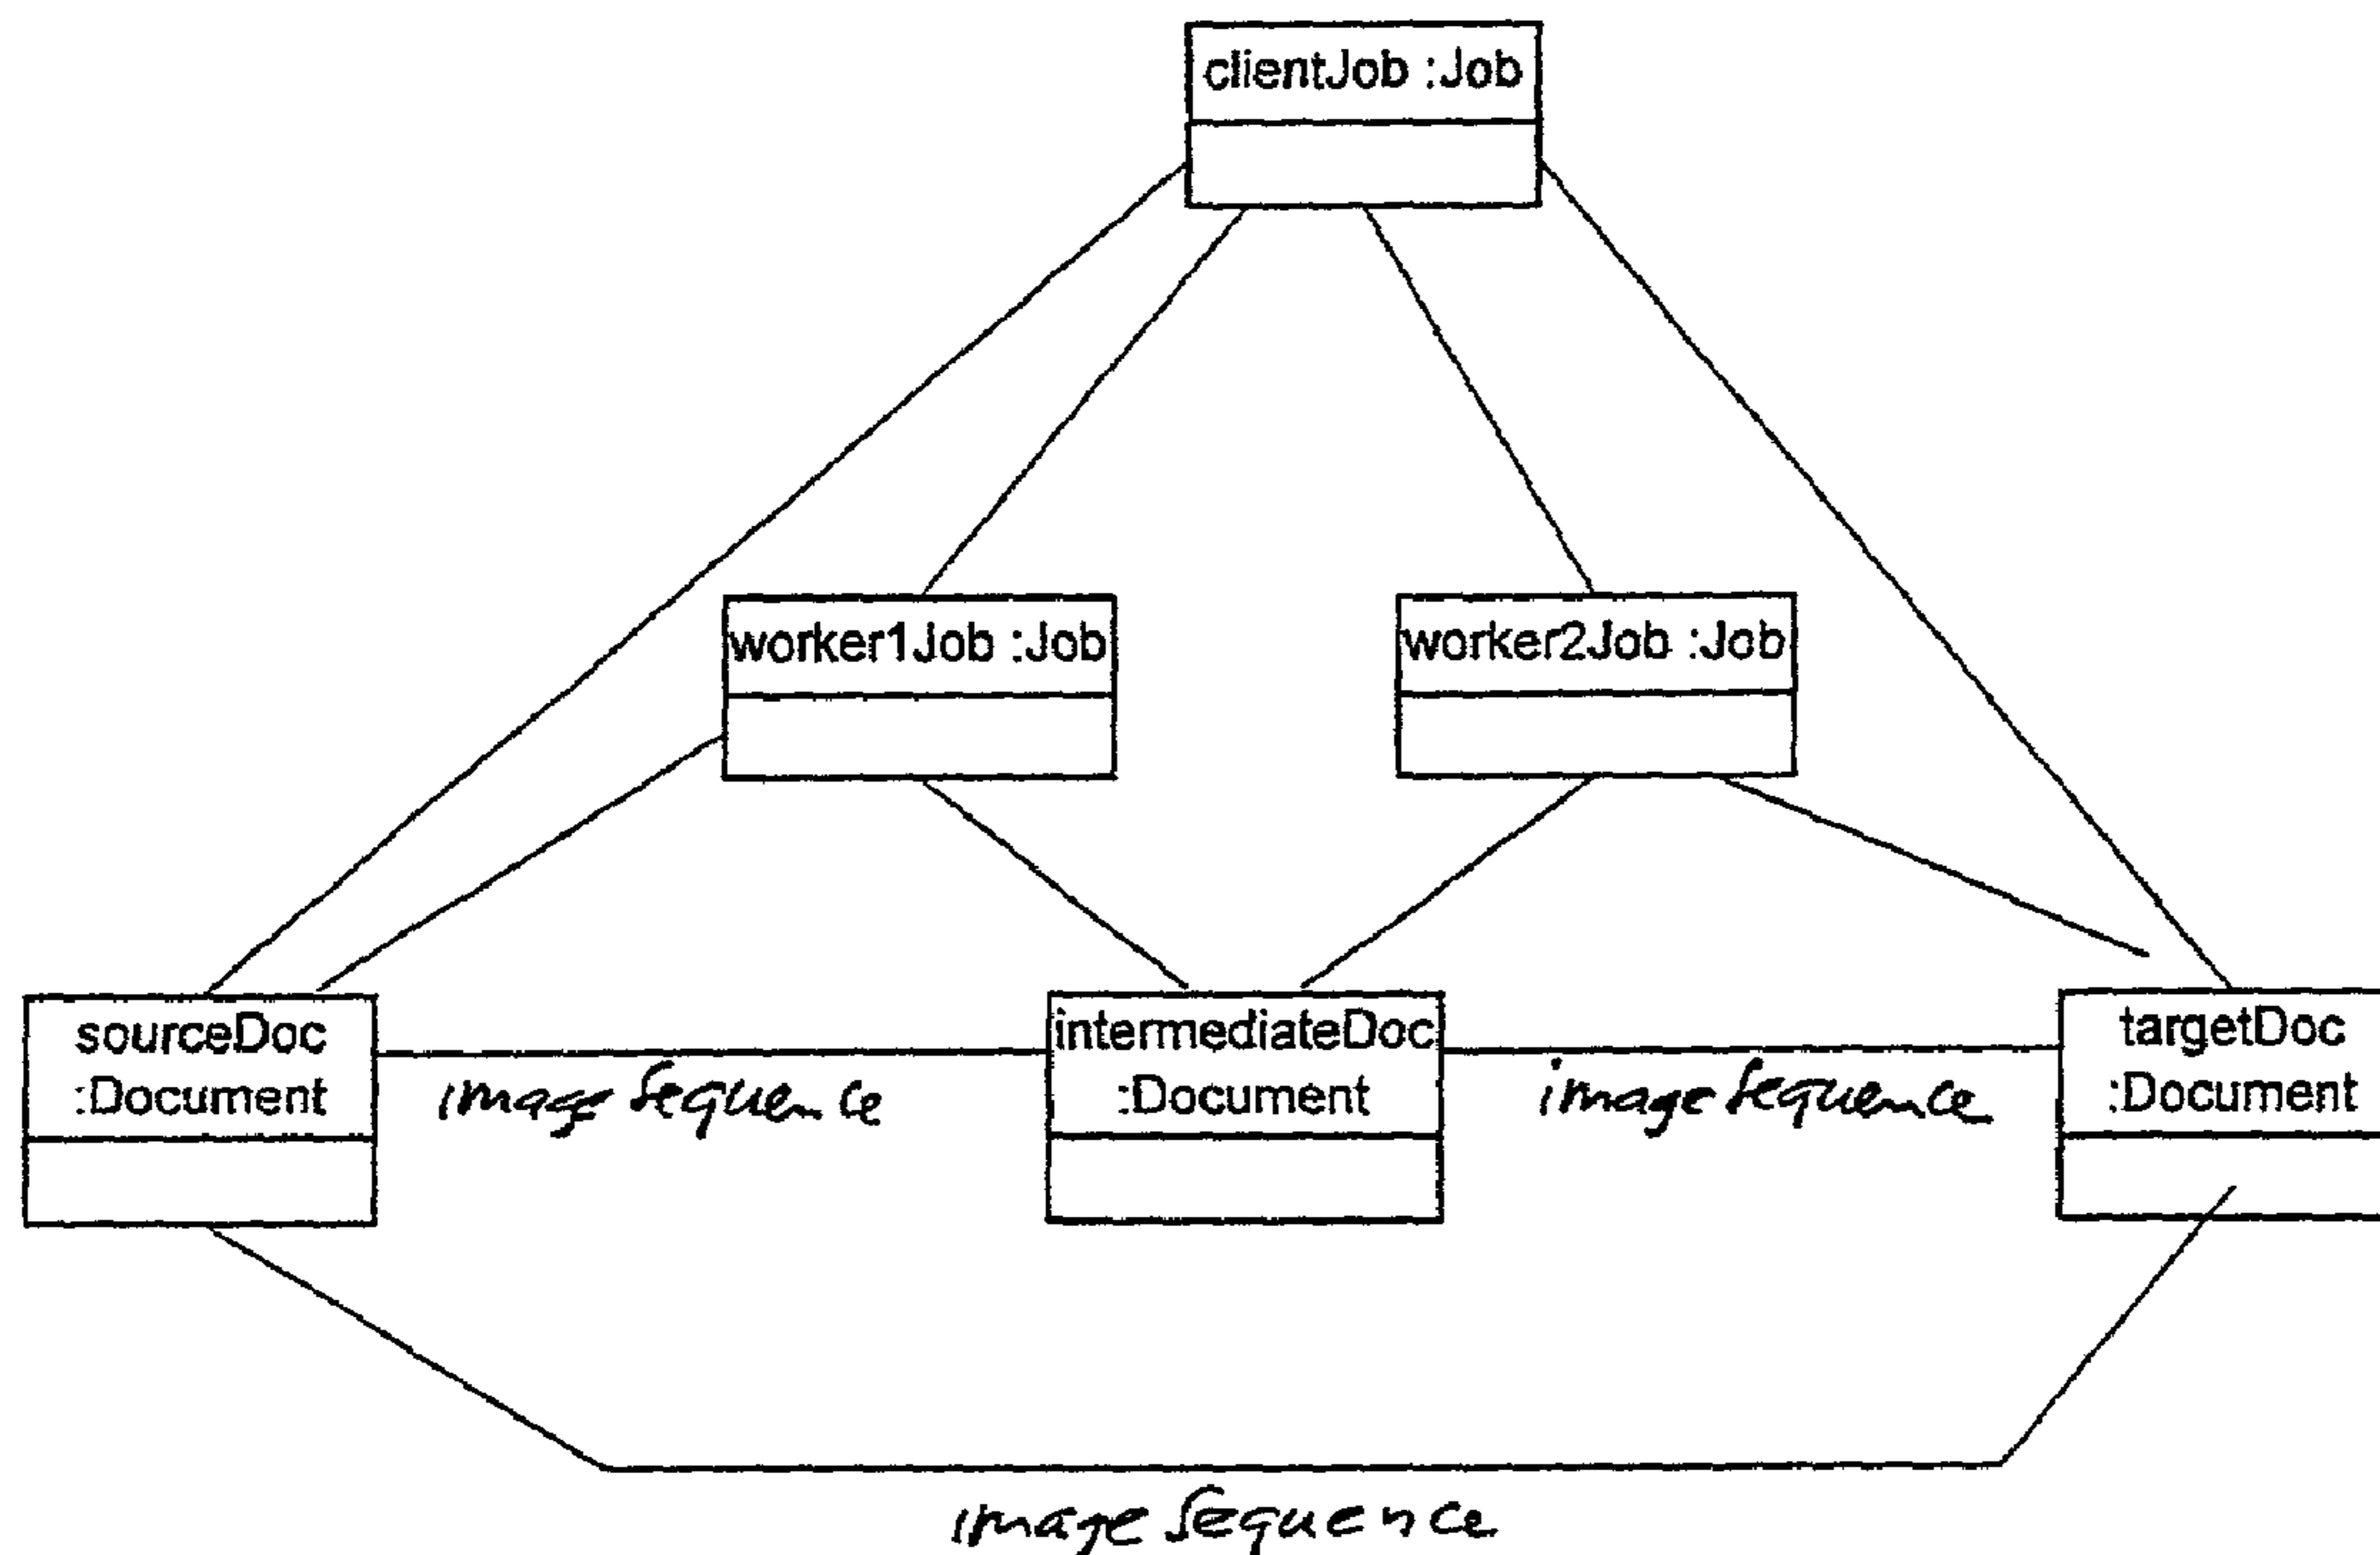 clientJob :Job
worker1Job :Job
worker2Job :Job
sourceDoc
:Document
image Sequence
intermediateDoc
:Document
image Sequence
targetDoc
:Document
image Sequence